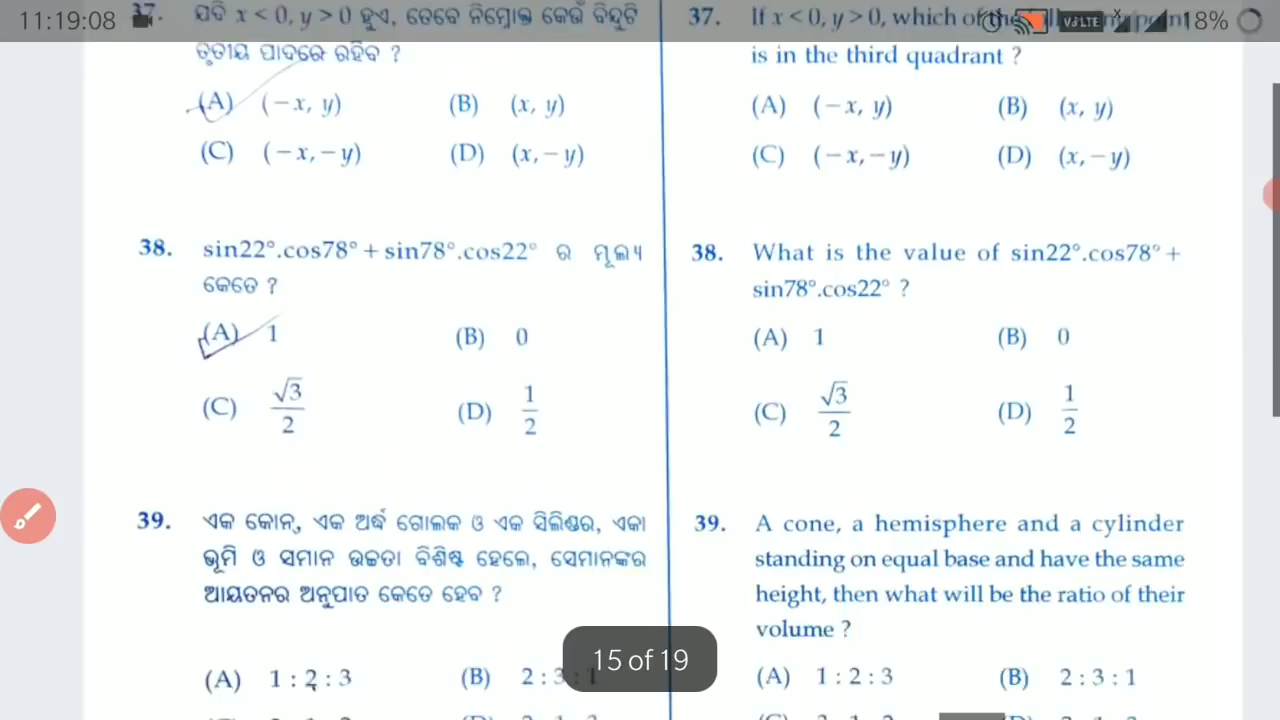 11:19:08
VoLTE
18%
37. ଯଦି x < 0, y > 0 ହୁଏ, ତେବେ ନିମ୍ନୋକ୍ତ କେଉଁ ବିନ୍ଦୁଟି
ତୃତୀୟ ପାଦରେ ରହିବ ?
(A) (−x, y) (B) (x, y)
(C) (−x, −y) (D) (x, −y)
38. sin22°.cos78° + sin78°.cos22° ର ମୂଲ୍ୟ
କେତେ ?
(A) 1 (B) 0
(C) √3/2 (D) 1/2
39. ଏକ କୋନ୍, ଏକ ଅର୍ଦ୍ଧ ଗୋଲକ ଓ ଏକ ସିଲିଣ୍ଡର, ଏକା
ଭୂମି ଓ ସମାନ ଉଚ୍ଚତା ବିଶିଷ୍ଟ ହେଲେ, ସେମାନଙ୍କର
ଆୟତନର ଅନୁପାତ କେତେ ହେବ ?
(A) 1 : 2 : 3 (B) 2 : 3 : 1
37. If x < 0, y > 0, which of the
is in the third quadrant ?
(A) (−x, y) (B) (x, y)
(C) (−x, −y) (D) (x, −y)
38. What is the value of sin22°.cos78° +
sin78°.cos22° ?
(A) 1 (B) 0
(C) √3/2 (D) 1/2
39. A cone, a hemisphere and a cylinder
standing on equal base and have the same
height, then what will be the ratio of their
volume ?
(A) 1 : 2 : 3 (B) 2 : 3 : 1
15 of 19